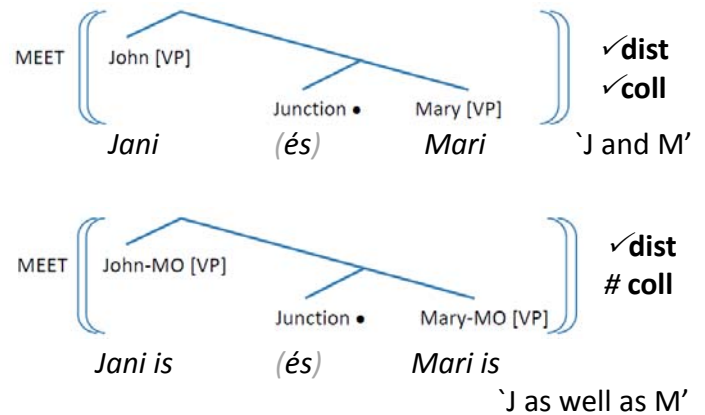 MEET John [VP] ✓dist
✓coll
Junction • Mary [VP]
Jani (és) Mari `J and M’
MEET John-MO [VP] ✓dist
# coll
Junction • Mary-MO [VP]
Jani is (és) Mari is
`J as well as M’